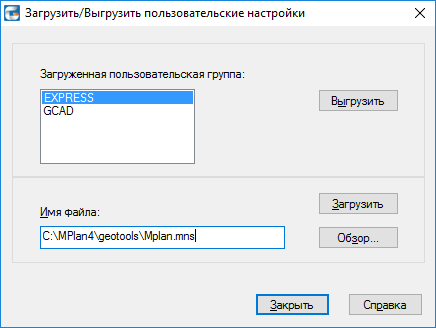 Загрузить/Выгрузить пользовательские настройки
Загруженная пользовательская группа:
EXPRESS
GCAD
Выгрузить
Имя файла:
C:\MPlan4\geotools\Mplan.mns
Загрузить
Обзор...
Закрыть
Справка